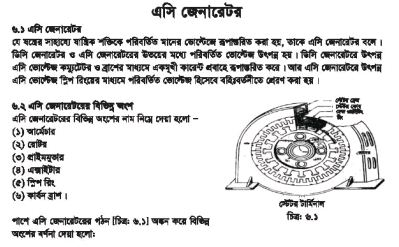 এসি জেনারেটর
৬.১ এসি জেনারেটর
যে যন্ত্রের সাহায্যে যান্ত্রিক শক্তিকে পরিবর্তিত মানের ভোল্টেজে রূপান্তরিত করা হয়, তাকে এসি জেনারেটর বলে ।
ডিসি জেনারেটর ও এসি জেনারেটরের উভয়ের মধ্যে পরিবর্তিত ভোল্টেজ উৎপন্ন হয় । ডিসি জেনারেটরে উৎপন্ন
এসি ভোল্টেজ কমুটেটর ও ব্রাশের মাধ্যমে একমুখী কারেন্ট প্রবাহে রূপান্তরিত করে । আর এসি জেনারেটরে উৎপন্ন
এসি ভোল্টেজ স্লিপ রিংয়ের মাধ্যমে পরিবর্তিত ভোল্টেজ হিসেবে বহিঃবর্তনীতে প্রেরণ করা হয় ।
৬.২ এসি জেনারেটরের বিভিন্ন অংশ
এসি জেনারেটরের বিভিন্ন অংশের নাম নিম্নে দেয়া হলো –
(১) আর্মেচার
(২) রোটর
(৩) প্রাইমমুভার
(৪) এক্সাইটার
(৫) স্লিপ রিং
(৬) কার্বন ব্রাশ ।
স্টেটর টার্মিনাল
চিত্র: ৬.১
পাশে এসি জেনারেটরের গঠন [চিত্র: ৬.১] অঙ্কন করে বিভিন্ন
অংশের বর্ণনা দেয়া হলো: